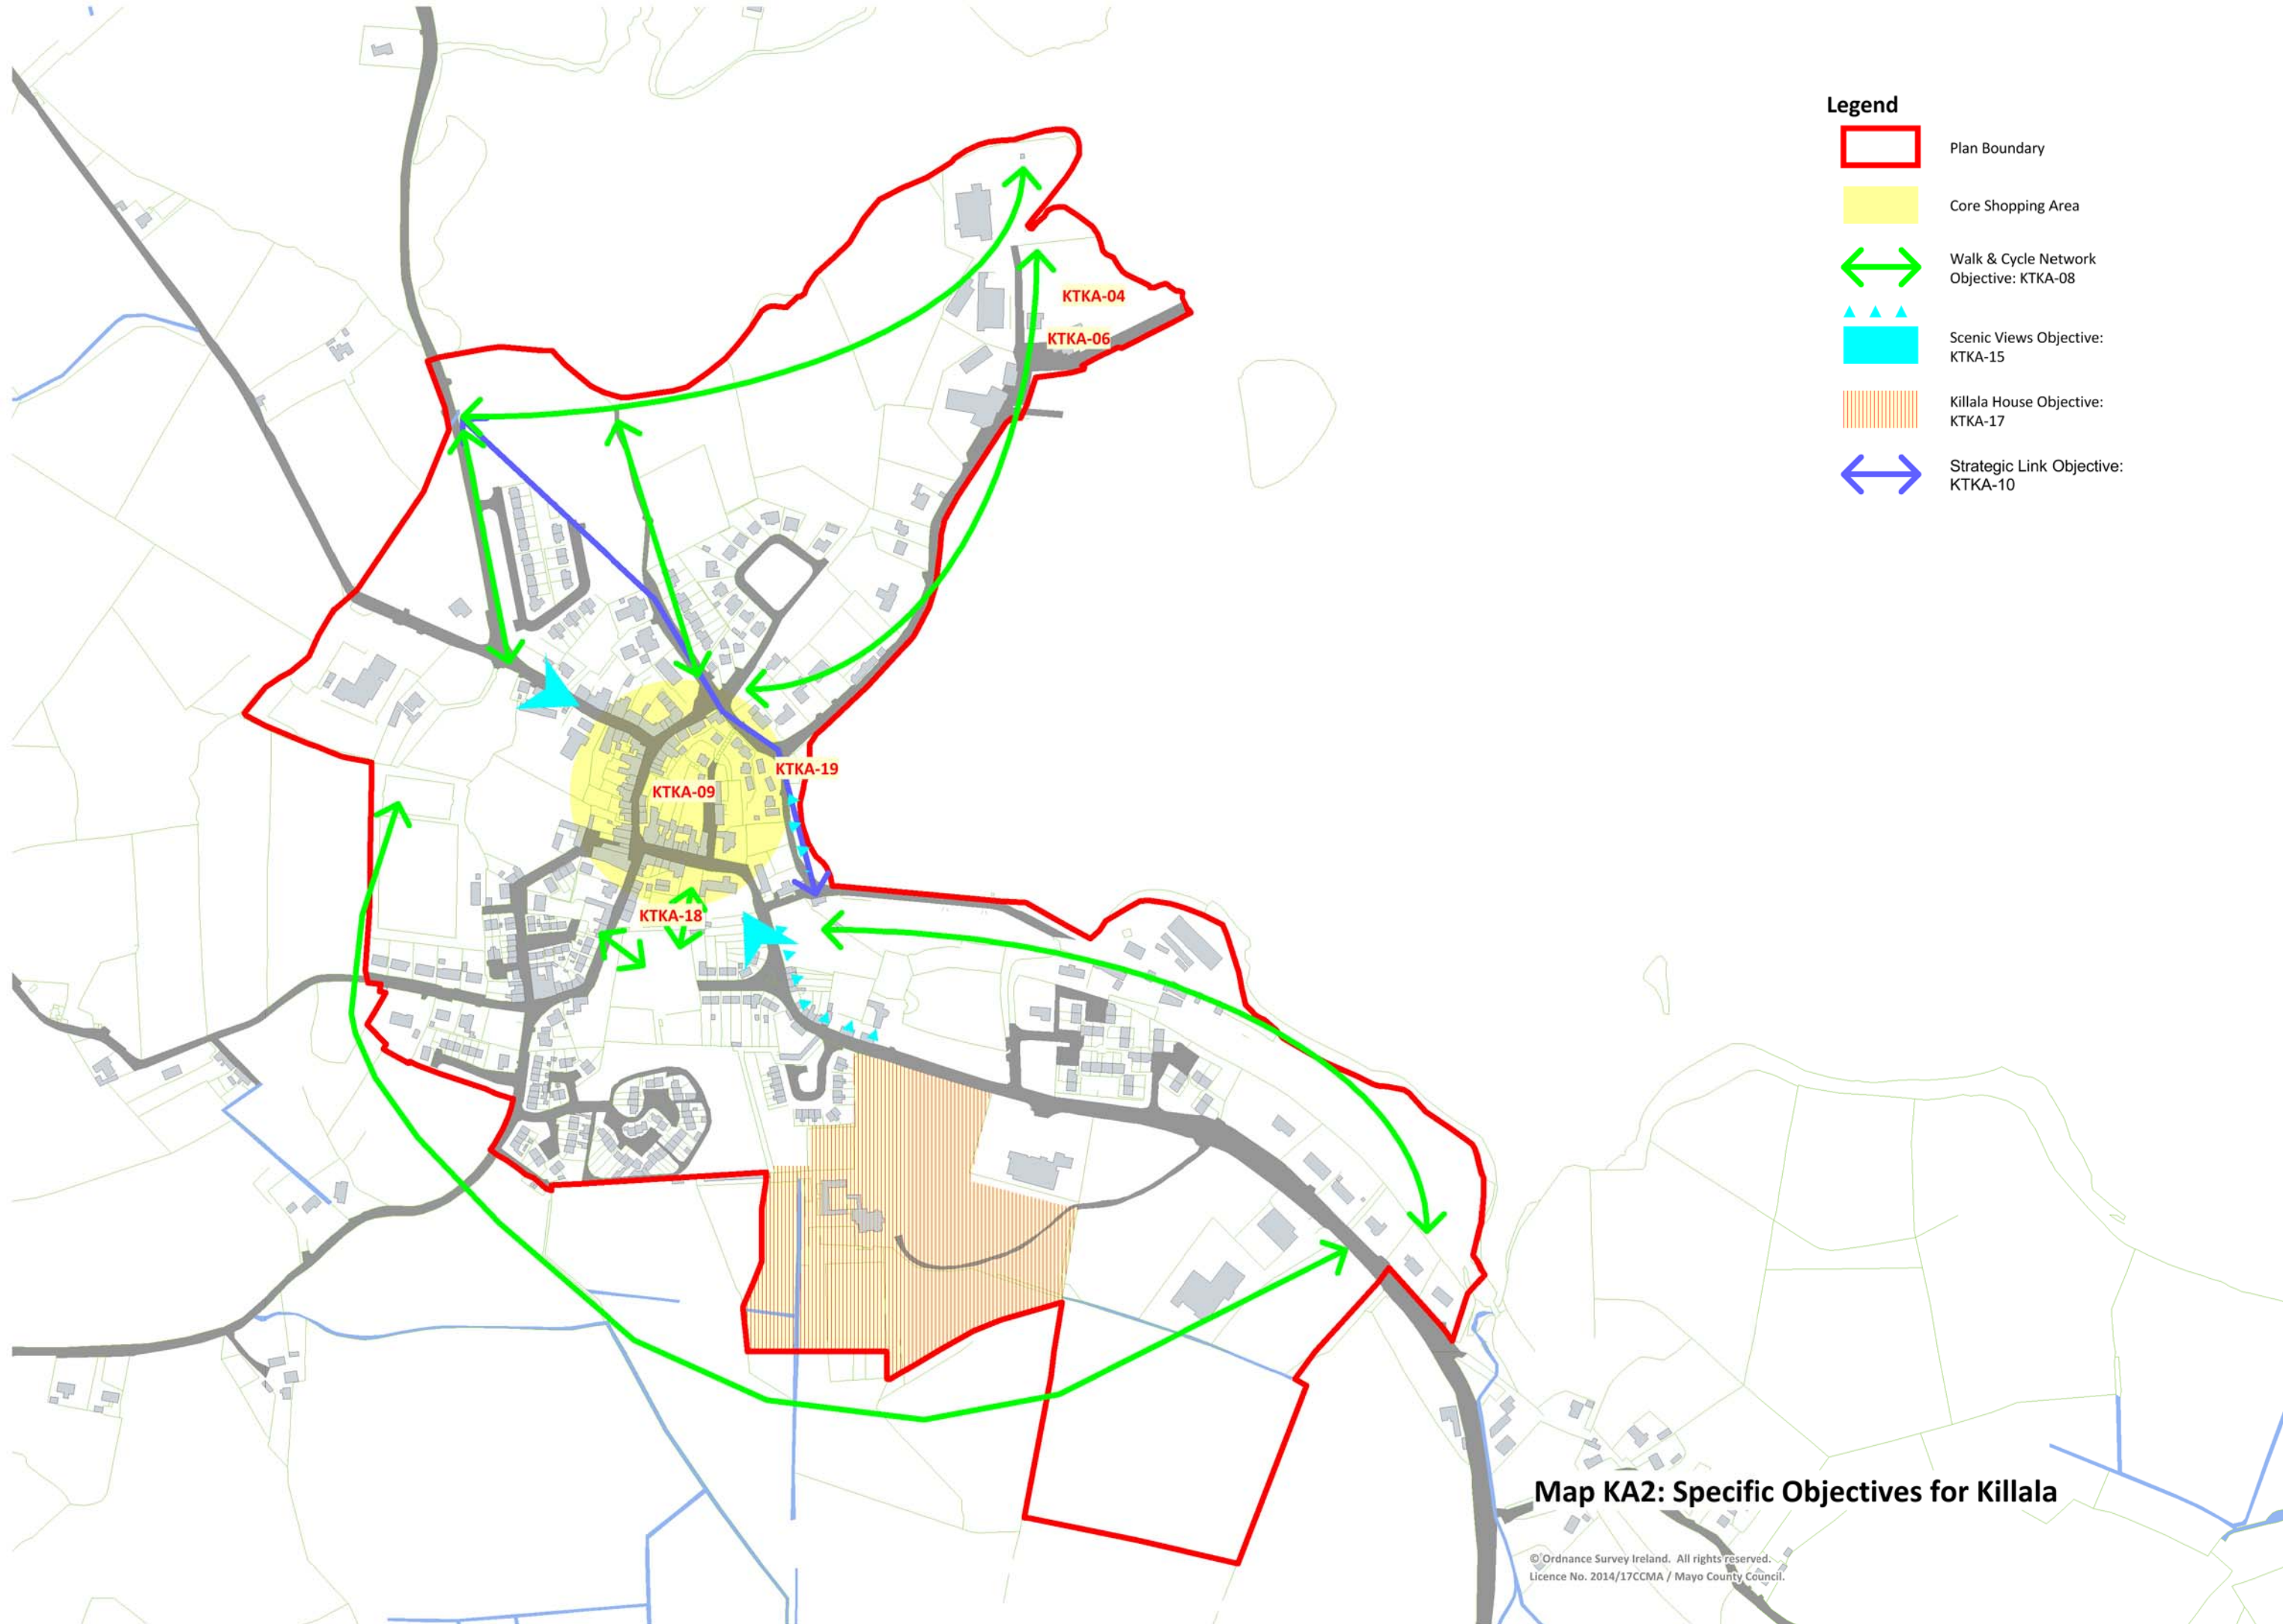 Legend
Plan Boundary
Core Shopping Area
Walk & Cycle Network
Objective: KTKA-08
Scenic Views Objective:
KTKA-15
Killala House Objective:
KTKA-17
Strategic Link Objective:
KTKA-10
KTKA-04
KTKA-06
KTKA-19
KTKA-09
KTKA-18
Map KA2: Specific Objectives for Killala
© Ordnance Survey Ireland. All rights reserved.
Licence No. 2014/17CCMA / Mayo County Council.